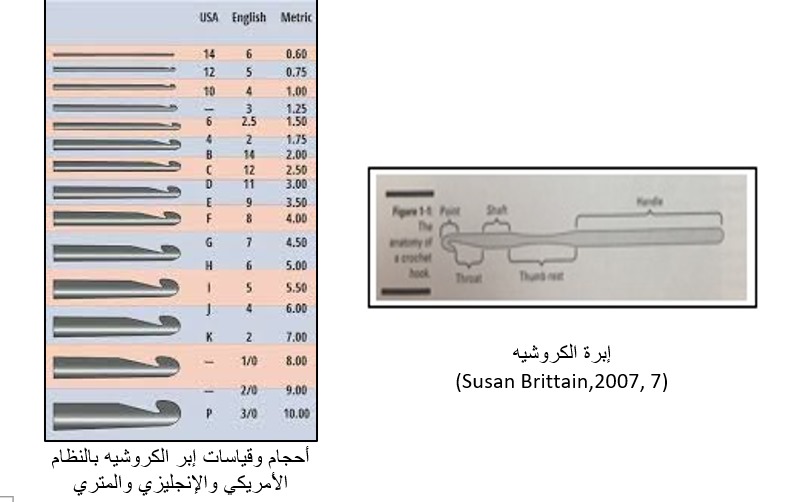 USA English Metric
14 6 0.60
12 5 0.75
10 4 1.00
— 3 1.25
6 2.5 1.50
4 2 1.75
B 14 2.00
C 12 2.50
D 11 3.00
E 9 3.50
F 8 4.00
G 7 4.50
H 6 5.00
I 5 5.50
J 4 6.00
K 2 7.00
— 1/0 8.00
— 2/0 9.00
P 3/0 10.00
أحجام وقياسات إبر الكروشيه بالنظام
الأمريكي والإنجليزي والمتري
Figure 1-1:
The
anatomy of
a crochet
hook.
Point Shaft Handle
Throat Thumb rest
إبرة الكروشيه
(Susan Brittain,2007, 7)